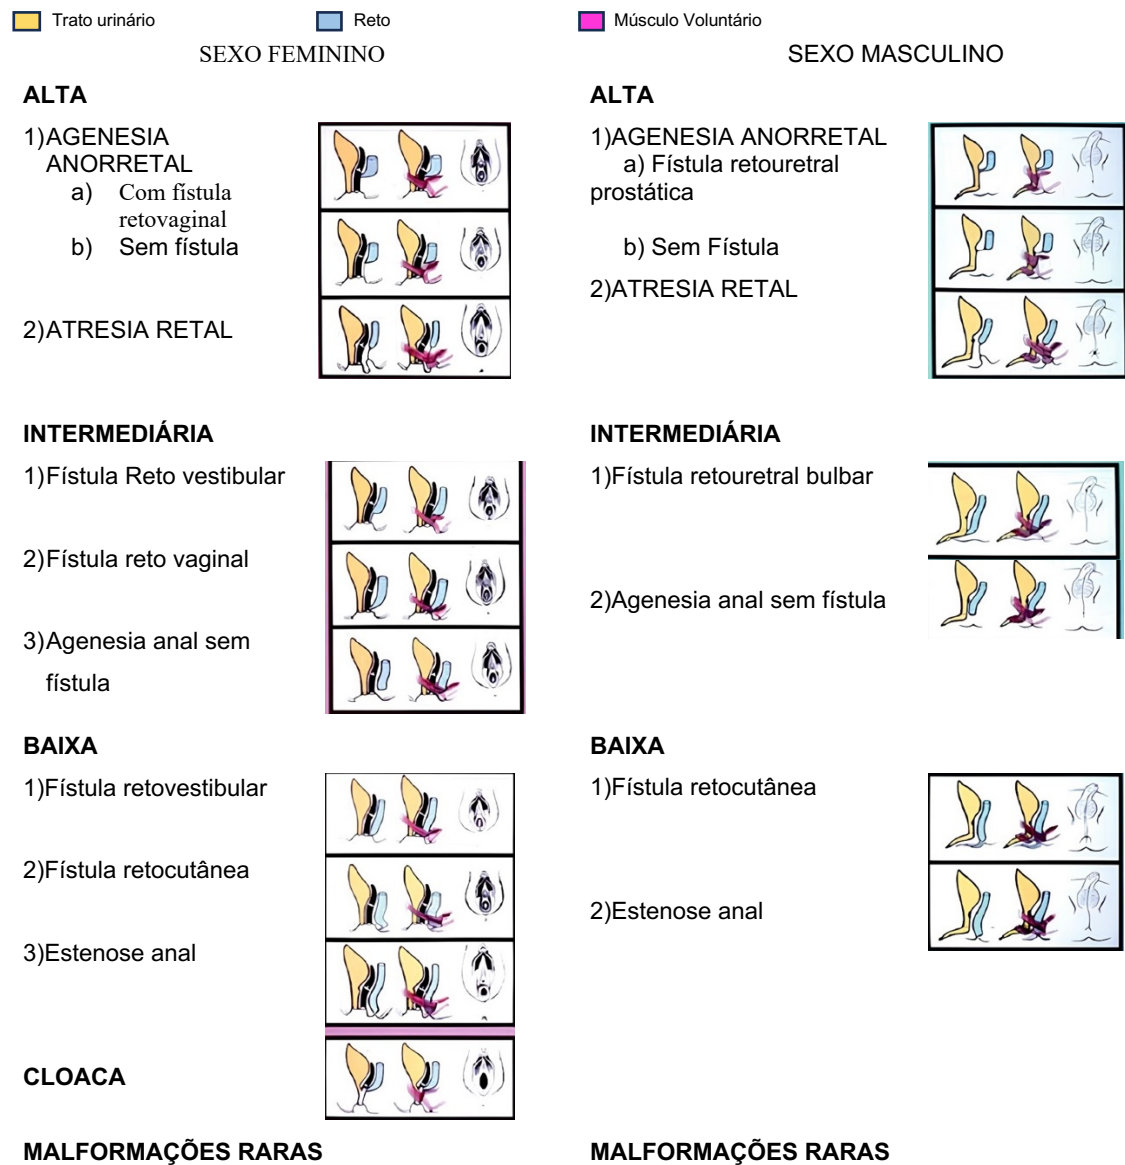 Trato urinário
Reto
Músculo Voluntário
SEXO FEMININO
ALTA
1)AGENESIA
ANORRETAL
a) Com fístula
retovaginal
b) Sem fístula
2)ATRESIA RETAL
INTERMEDIÁRIA
1)Fístula Reto vestibular
2)Fístula reto vaginal
3)Agenesia anal sem
fístula
BAIXA
1)Fístula retovestibular
2)Fístula retocutânea
3)Estenose anal
CLOACA
MALFORMAÇÕES RARAS
SEXO MASCULINO
ALTA
1)AGENESIA ANORRETAL
a) Fístula retouretral
prostática
b) Sem Fístula
2)ATRESIA RETAL
INTERMEDIÁRIA
1)Fístula retouretral bulbar
2)Agenesia anal sem fístula
BAIXA
1)Fístula retocutânea
2)Estenose anal
MALFORMAÇÕES RARAS